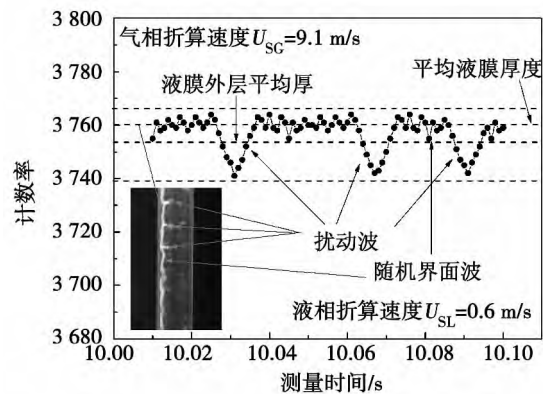 3 800
3 780
3 760
3 740
3 720
3 700
3 680
计数率
气相折算速度U_SG=9.1 m/s
液膜外层平均厚
平均液膜厚度
扰动波
随机界面波
液相折算速度U_SL=0.6 m/s
10.00
10.02
10.04
10.06
10.08
10.10
测量时间/s